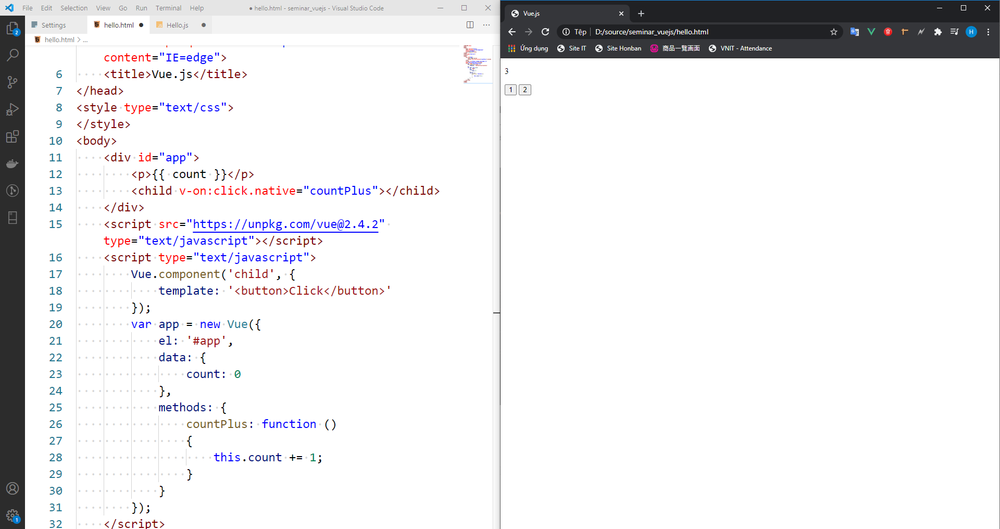 File Edit Selection View Go Run Terminal Help
● hello.html - seminar_vuejs - Visual Studio Code
Settings
hello.html ●
Hello.js ●
hello.html > ...
content="IE=edge">
6 <title>Vue.js</title>
7 </head>
8 <style type="text/css">
9 </style>
10 <body>
11 <div id="app">
12 <p>{{ count }}</p>
13 <child v-on:click.native="countPlus"></child>
14 </div>
15 <script src="https://unpkg.com/vue@2.4.2"
type="text/javascript"></script>
16 <script type="text/javascript">
17 Vue.component('child', {
18 template: '<button>Click</button>'
19 });
20 var app = new Vue({
21 el: '#app',
22 data: {
23 count: 0
24 },
25 methods: {
26 countPlus: function ()
27 {
28 this.count += 1;
29 }
30 }
31 });
32 </script>
2
1
Vue.js
Tệp | D:/source/seminar_vuejs/hello.html
H
Ứng dụng Site IT Site Honban 商品一覧画面 VNIT - Attendance
3
1 2